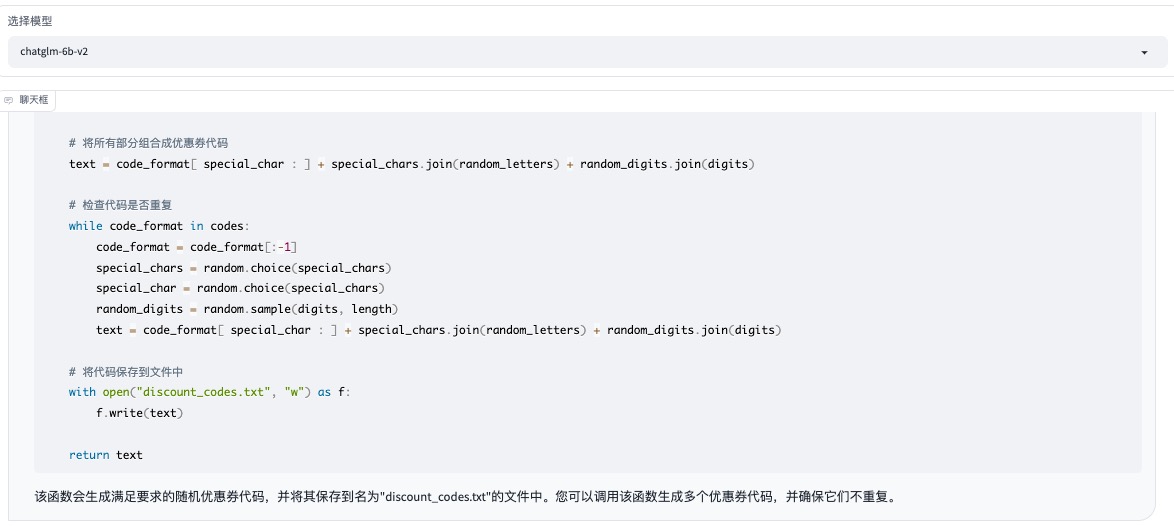 选择模型
chatglm-6b-v2
聊天框
# 将所有部分组合成优惠券代码
text = code_format[ special_char : ] + special_chars.join(random_letters) + random_digits.join(digits)
# 检查代码是否重复
while code_format in codes:
    code_format = code_format[:-1]
    special_chars = random.choice(special_chars)
    special_char = random.choice(special_chars)
    random_digits = random.sample(digits, length)
    text = code_format[ special_char : ] + special_chars.join(random_letters) + random_digits.join(digits)
# 将代码保存到文件中
with open("discount_codes.txt", "w") as f:
    f.write(text)
return text
该函数会生成满足要求的随机优惠券代码，并将其保存到名为"discount_codes.txt"的文件中。您可以调用该函数生成多个优惠券代码，并确保它们不重复。